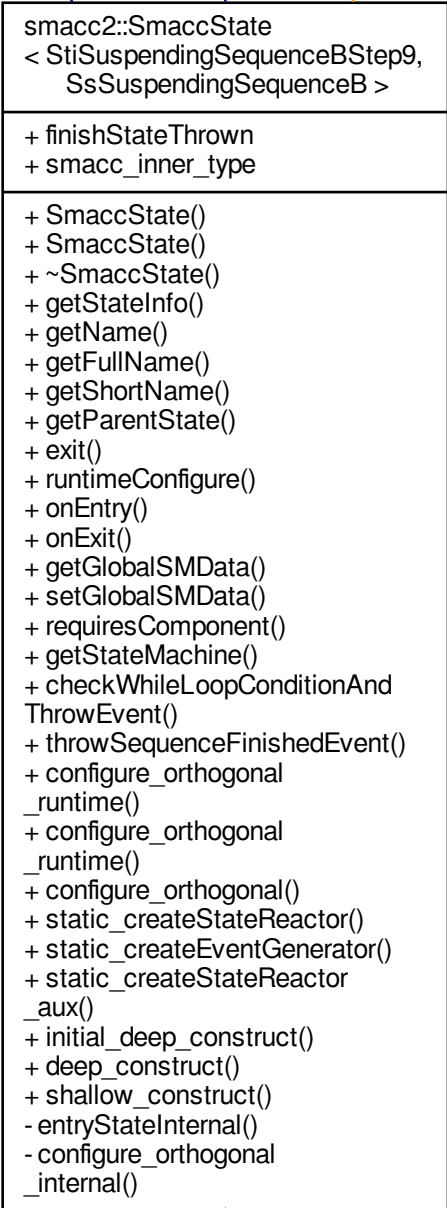 smacc2::SmaccState
< StiSuspendingSequenceBStep9,
SsSuspendingSequenceB >
+ finishStateThrown
+ smacc_inner_type
+ SmaccState()
+ SmaccState()
+ ~SmaccState()
+ getStateInfo()
+ getName()
+ getFullName()
+ getShortName()
+ getParentState()
+ exit()
+ runtimeConfigure()
+ onEntry()
+ onExit()
+ getGlobalSMData()
+ setGlobalSMData()
+ requiresComponent()
+ getStateMachine()
+ checkWhileLoopConditionAnd
ThrowEvent()
+ throwSequenceFinishedEvent()
+ configure_orthogonal
_runtime()
+ configure_orthogonal
_runtime()
+ configure_orthogonal()
+ static_createStateReactor()
+ static_createEventGenerator()
+ static_createStateReactor
_aux()
+ initial_deep_construct()
+ deep_construct()
+ shallow_construct()
- entryStateInternal()
- configure_orthogonal
_internal()